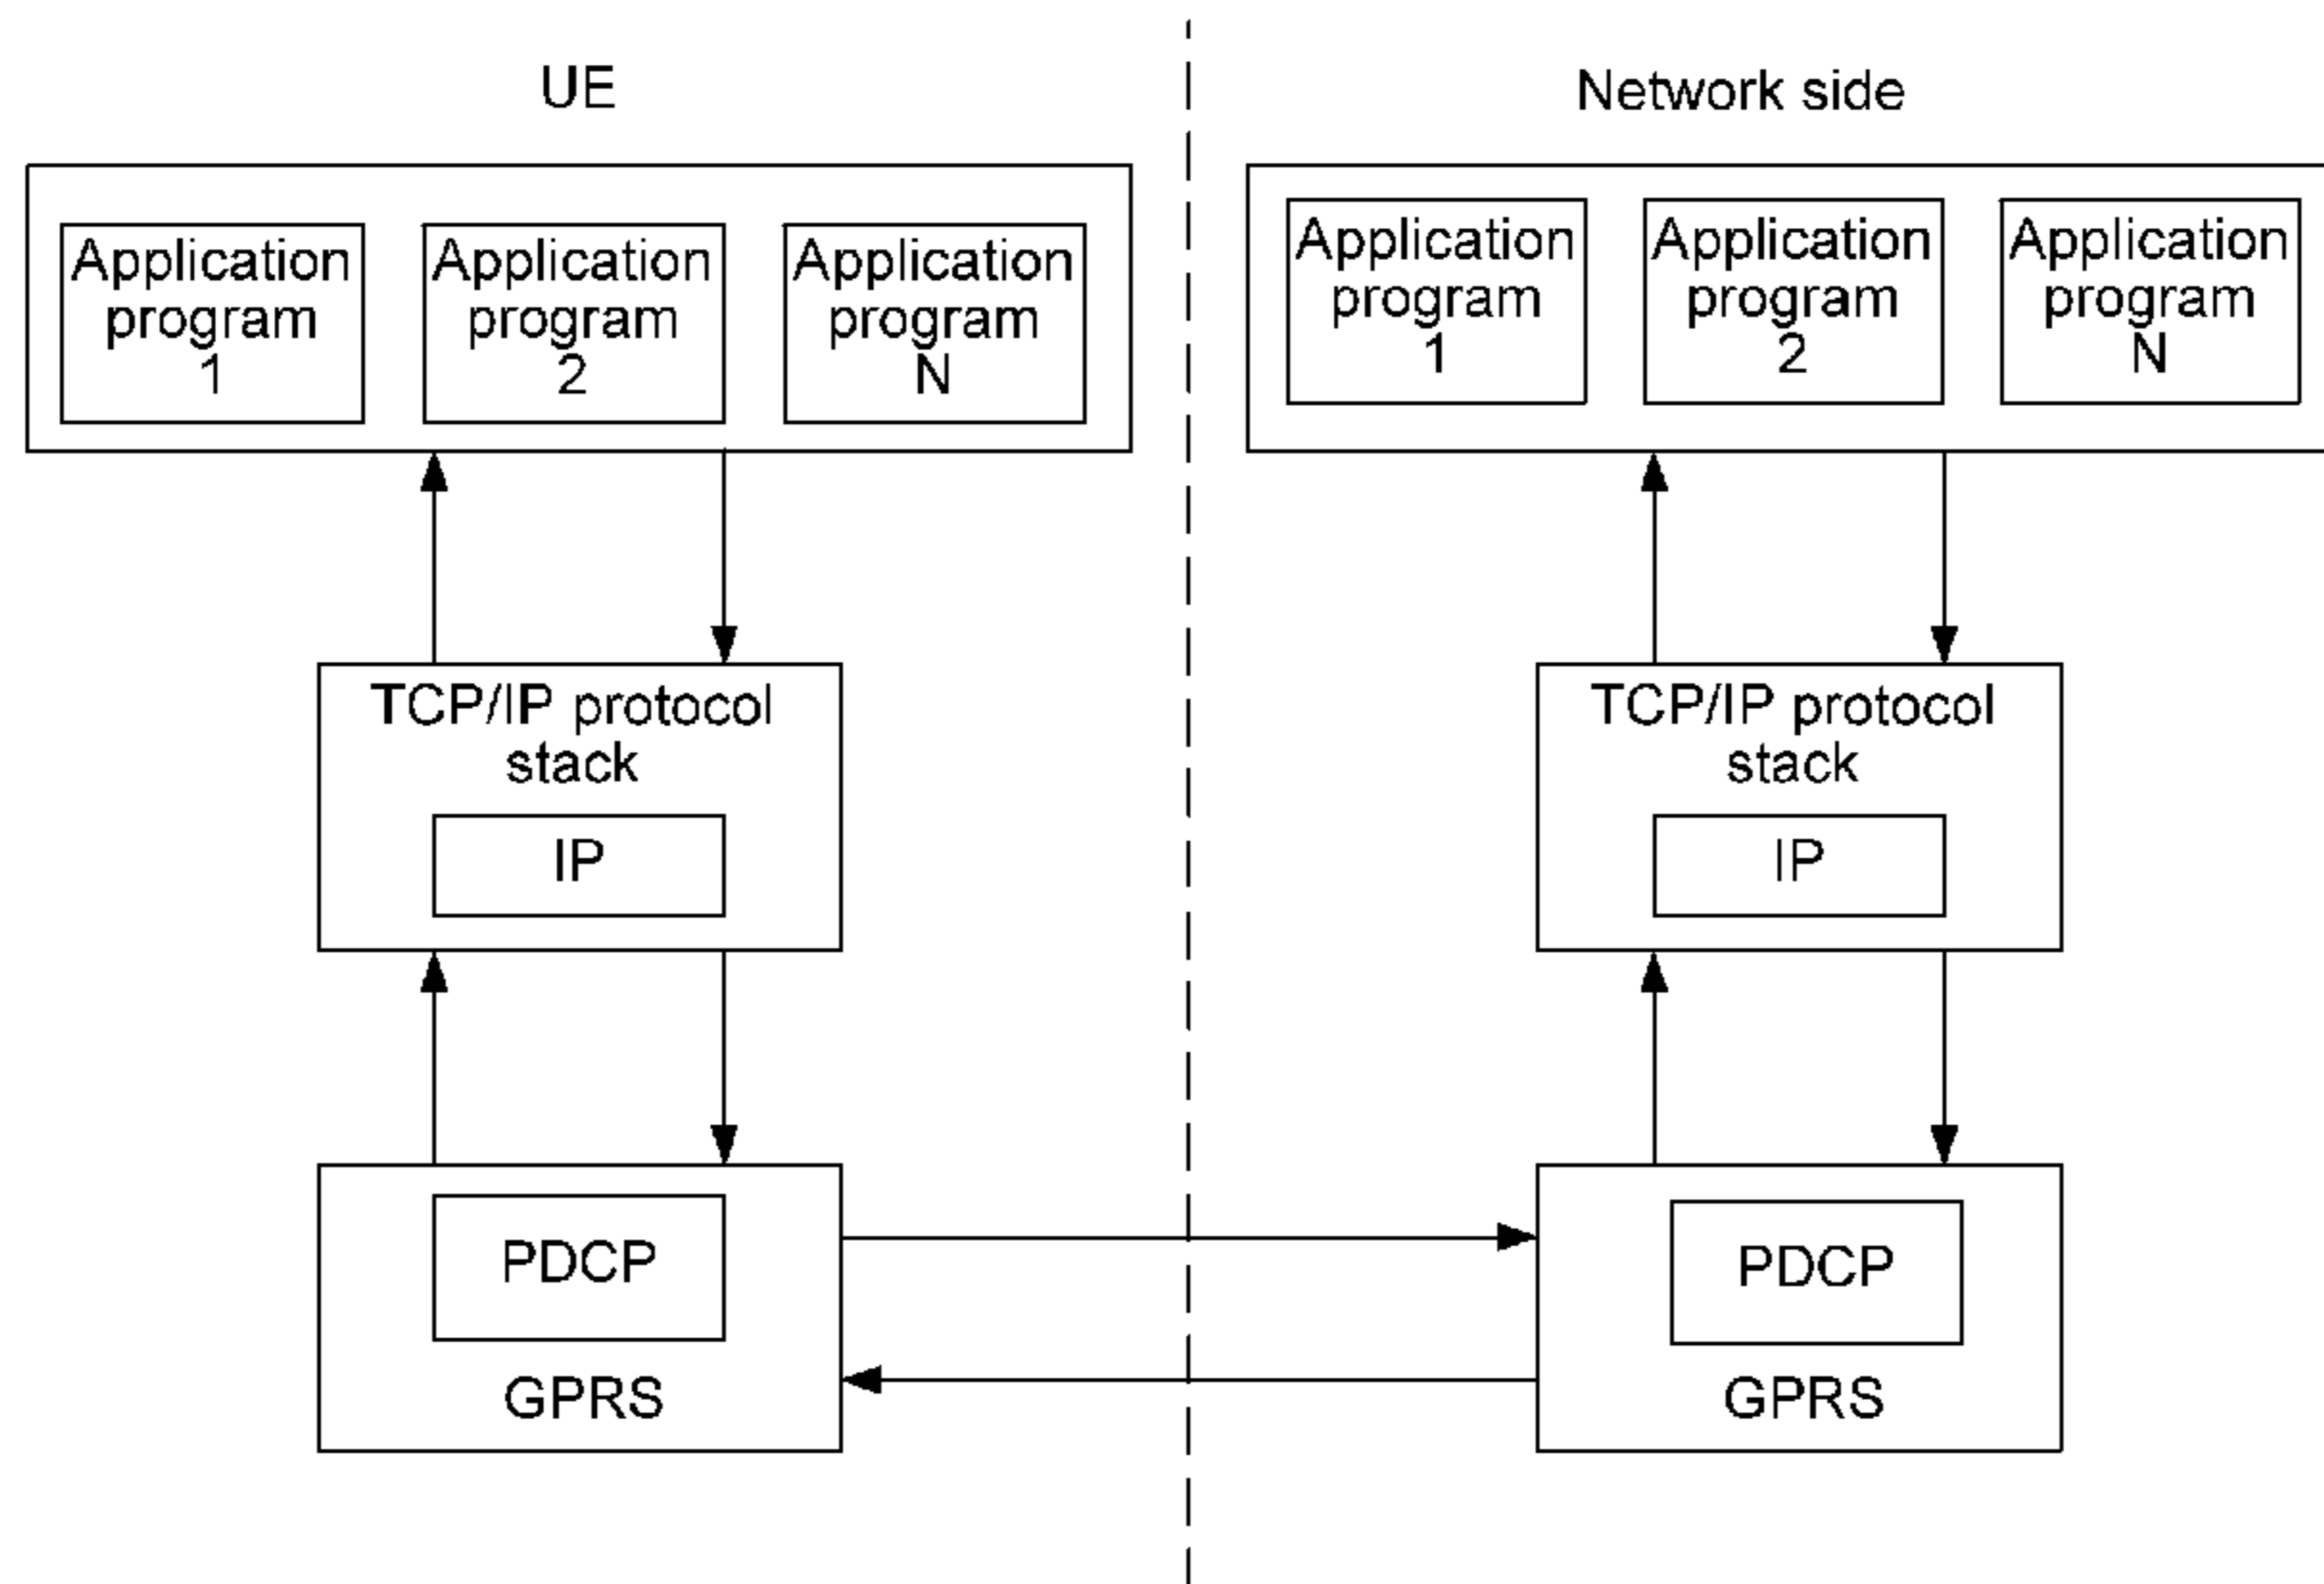 UE
Application
program
1
Application
program
2
Application
program
N
TCP/IP protocol
stack
IP
PDCP
GPRS
Network side
Application
program
1
Application
program
2
Application
program
N
TCP/IP protocol
stack
IP
PDCP
GPRS